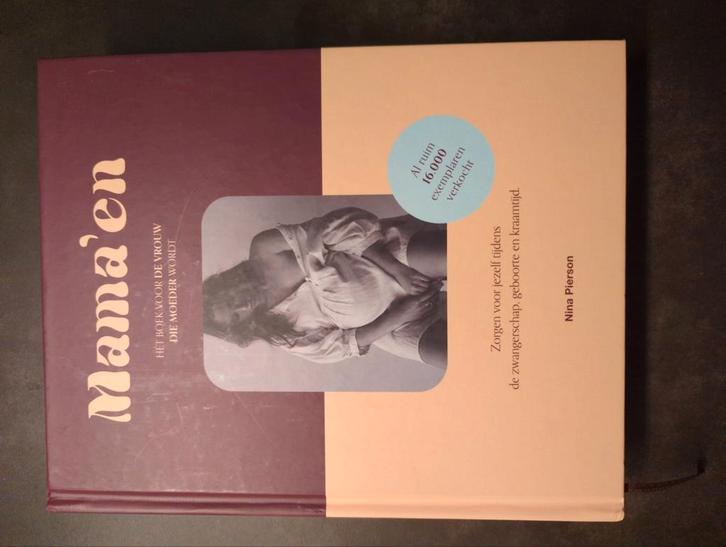 Mama'en
HÉT BOEK VOOR DE VROUW
DIE MOEDER WORDT
Al ruim
16.000
exemplaren
verkocht
Zorgen voor jezelf tijdens
de zwangerschap, geboorte en kraamtijd.
Nina Pierson